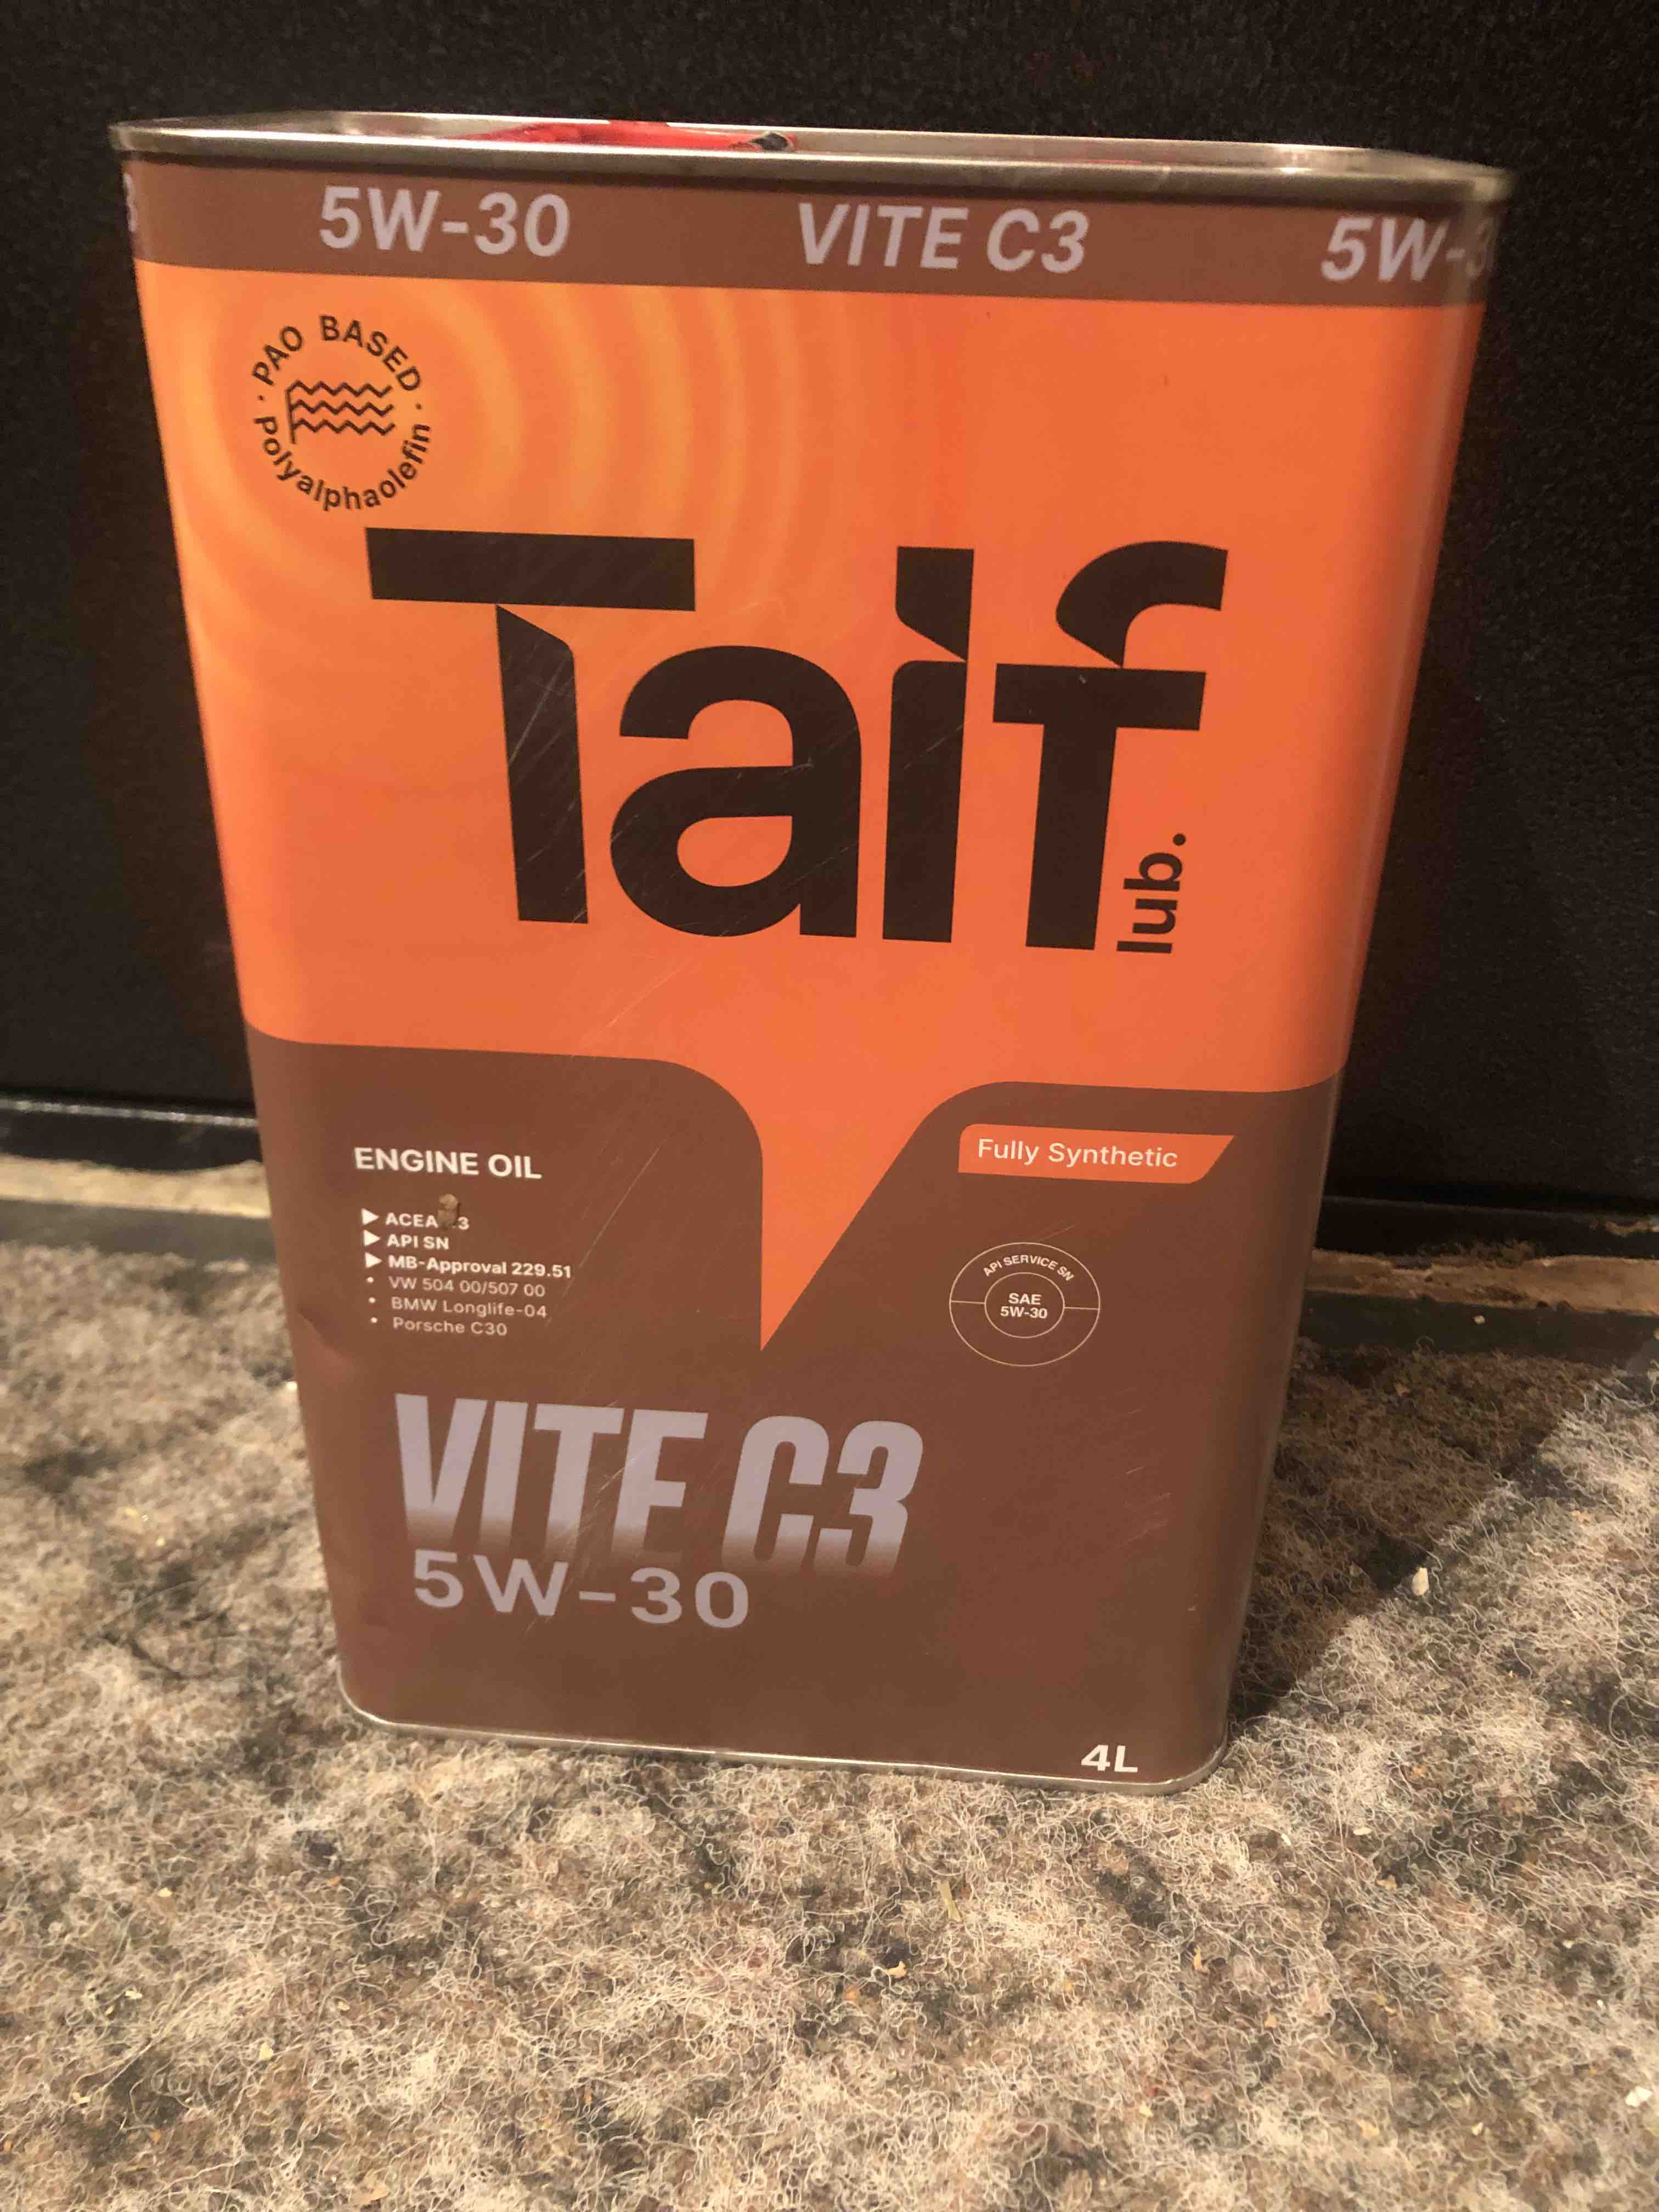 5W-30 VITE C3 5W-3
PAO BASED
Polyalphaolefin
Taif
lub.
ENGINE OIL
Fully Synthetic
ACEA 3
API SN
MB-Approval 229.51
VW 504 00/507 00
BMW Longlife-04
Porsche C30
API SERVICE SN
SAE
5W-30
VITE C3
5W-30
4L